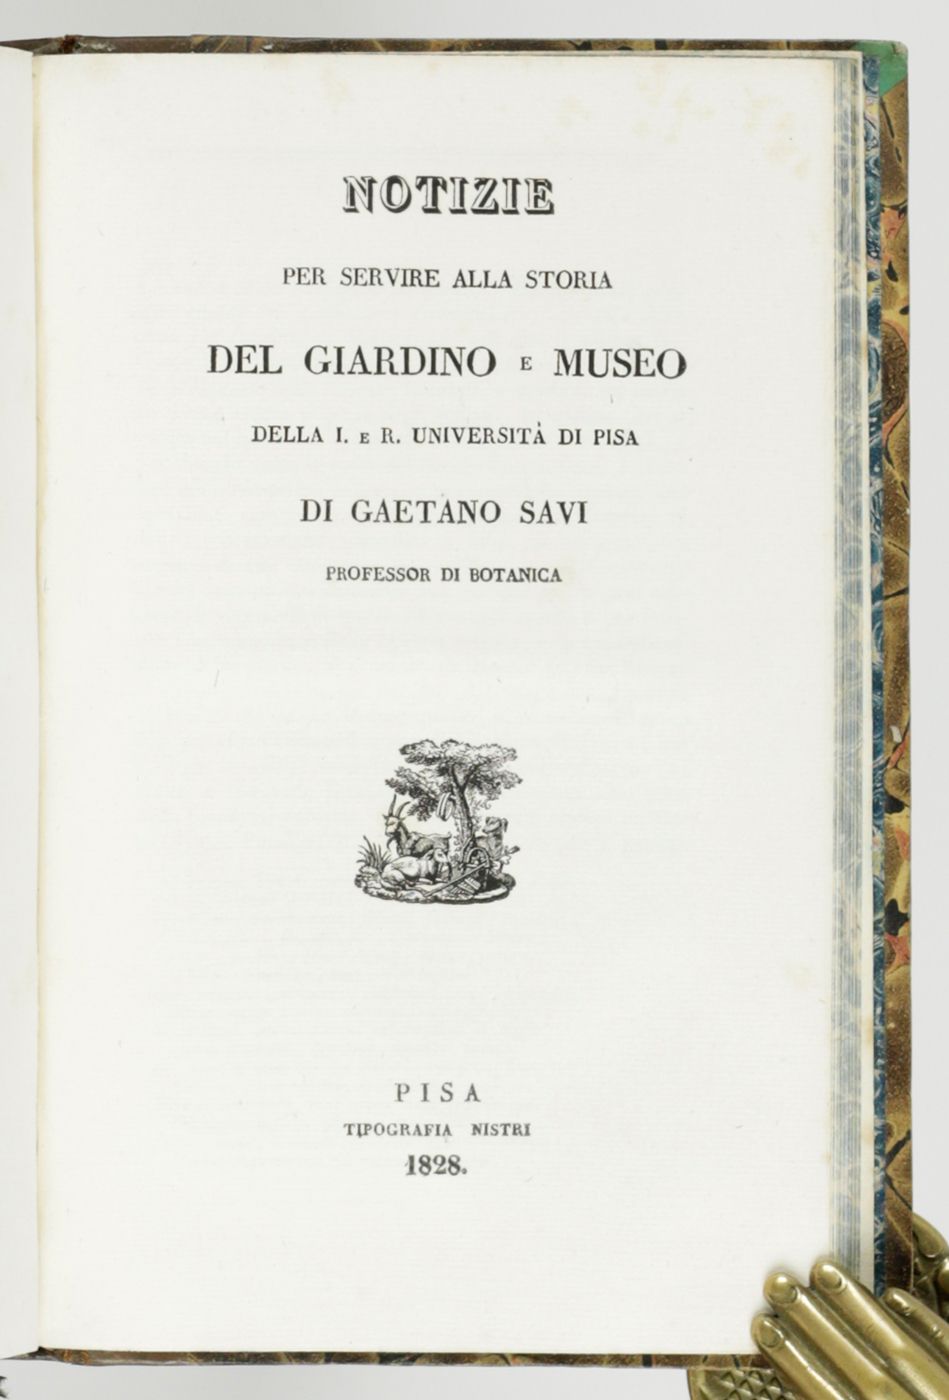 NOTIZIE
PER SERVIRE ALLA STORIA
DEL GIARDINO E MUSEO
DELLA I. E R. UNIVERSITÀ DI PISA
DI GAETANO SAVI
PROFESSOR DI BOTANICA
PISA
TIPOGRAFIA NISTRI
1828.